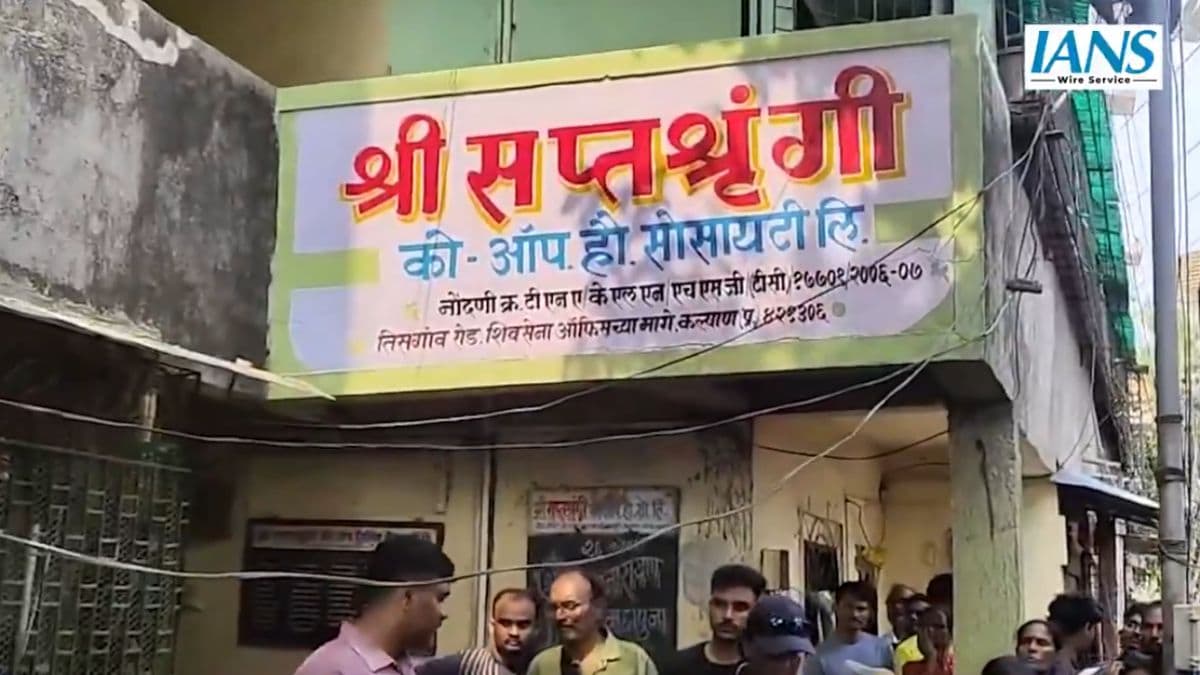 IANS
Wire Service
श्री सप्तश्रृंगी
को - ऑप. हौ. सोसायटी लि.
नोंदणी क्र. टी एन ए / के एल एन / एच एस जी (टी सी) १७७०९/२००६-०७
तिसगांव रोड. शिवसेना ऑफिसच्या मागे. कल्याण (पू.) ४२१३०६